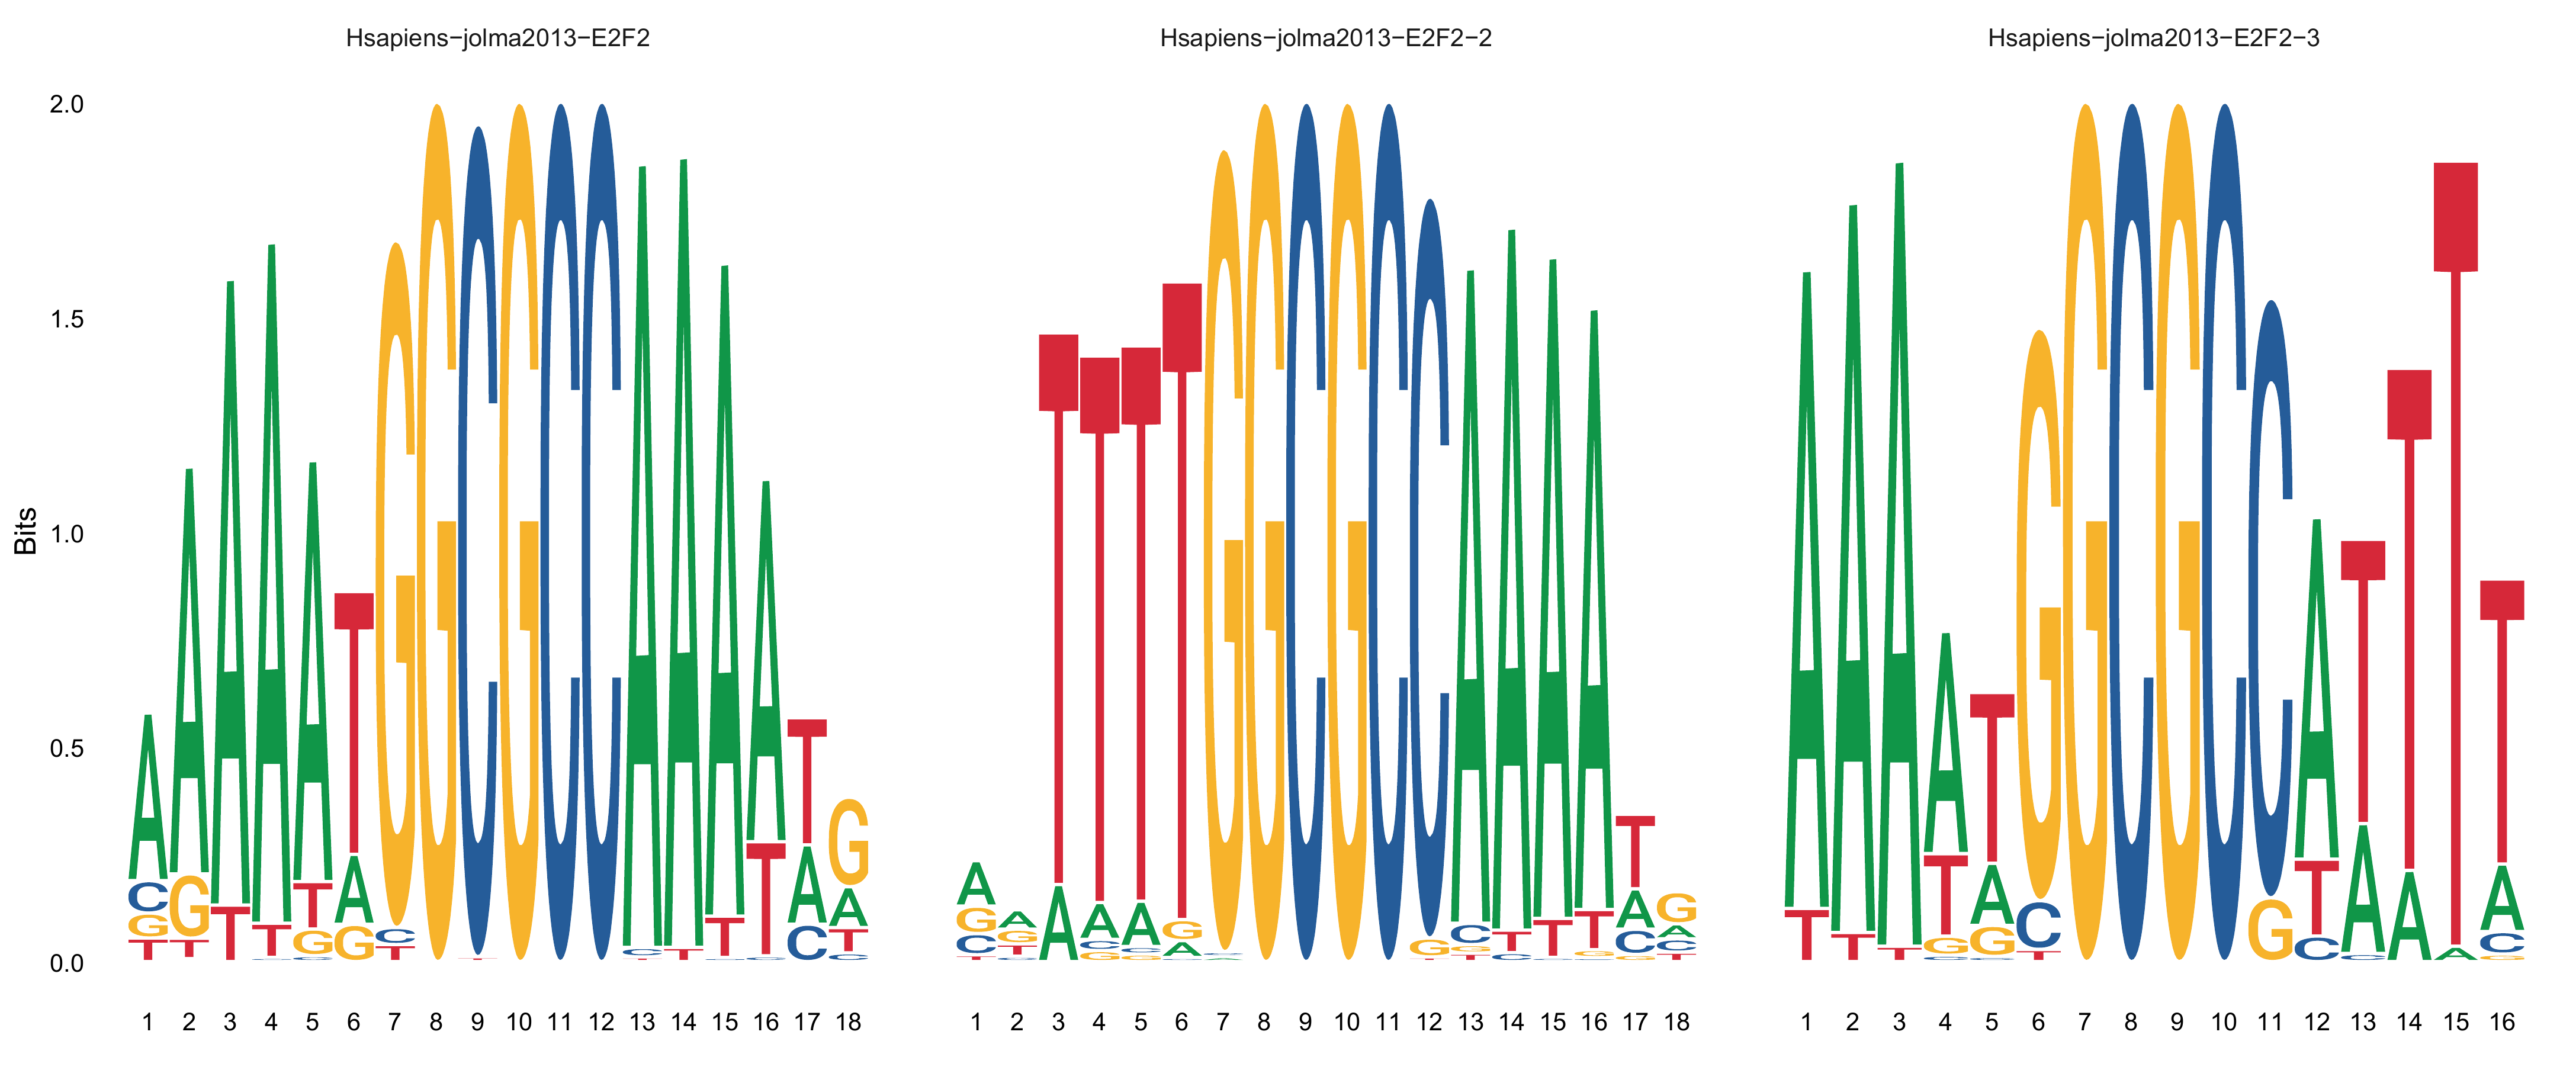 Hsapiens−jolma2013−E2F2
Hsapiens−jolma2013−E2F2−2
Hsapiens−jolma2013−E2F2−3
2.0
1.5
1.0
0.5
0.0
Bits
AAAAATGGCGCCAAAATG
AATTTTGGCGCCAAAATG
AAAATGGCGCCATTTT
1 2 3 4 5 6 7 8 9 10 11 12 13 14 15 16 17 18
1 2 3 4 5 6 7 8 9 10 11 12 13 14 15 16 17 18
1 2 3 4 5 6 7 8 9 10 11 12 13 14 15 16